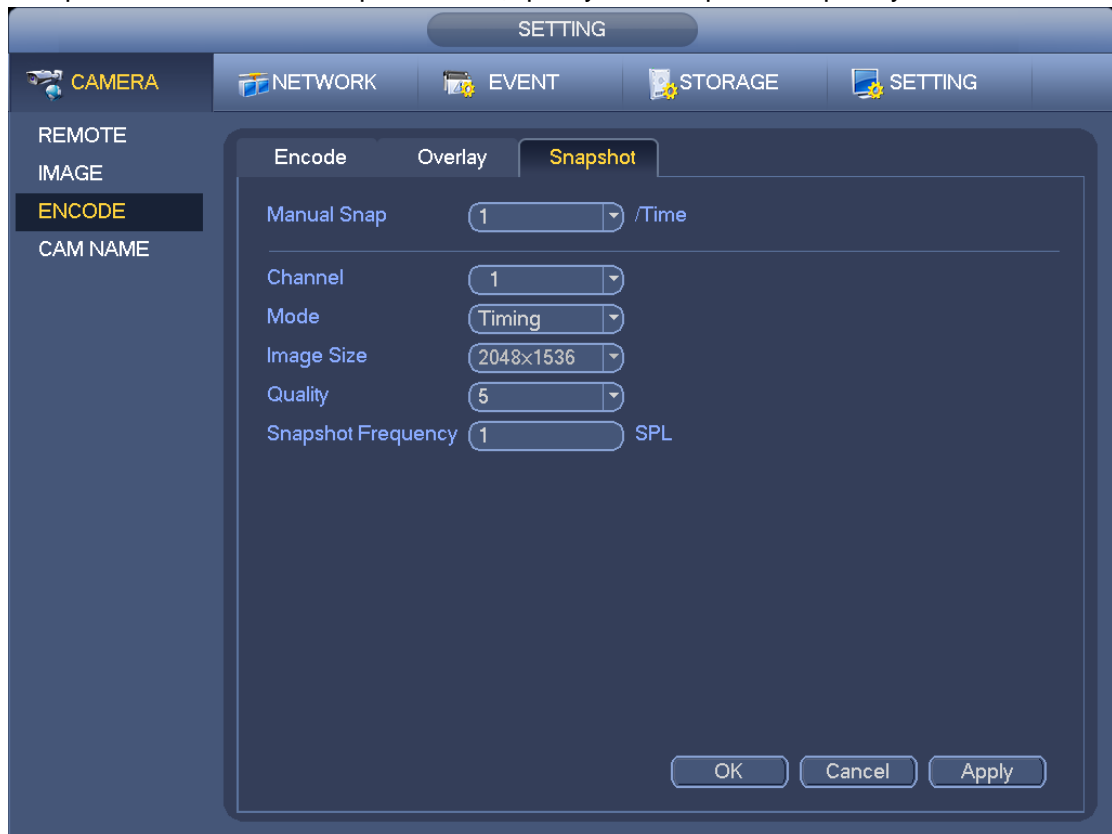 SETTING
CAMERA NETWORK EVENT STORAGE SETTING
REMOTE
IMAGE
ENCODE
CAM NAME
Encode Overlay Snapshot
Manual Snap 1 /Time
Channel 1
Mode Timing
Image Size 2048×1536
Quality 5
Snapshot Frequency 1 SPL
OK Cancel Apply